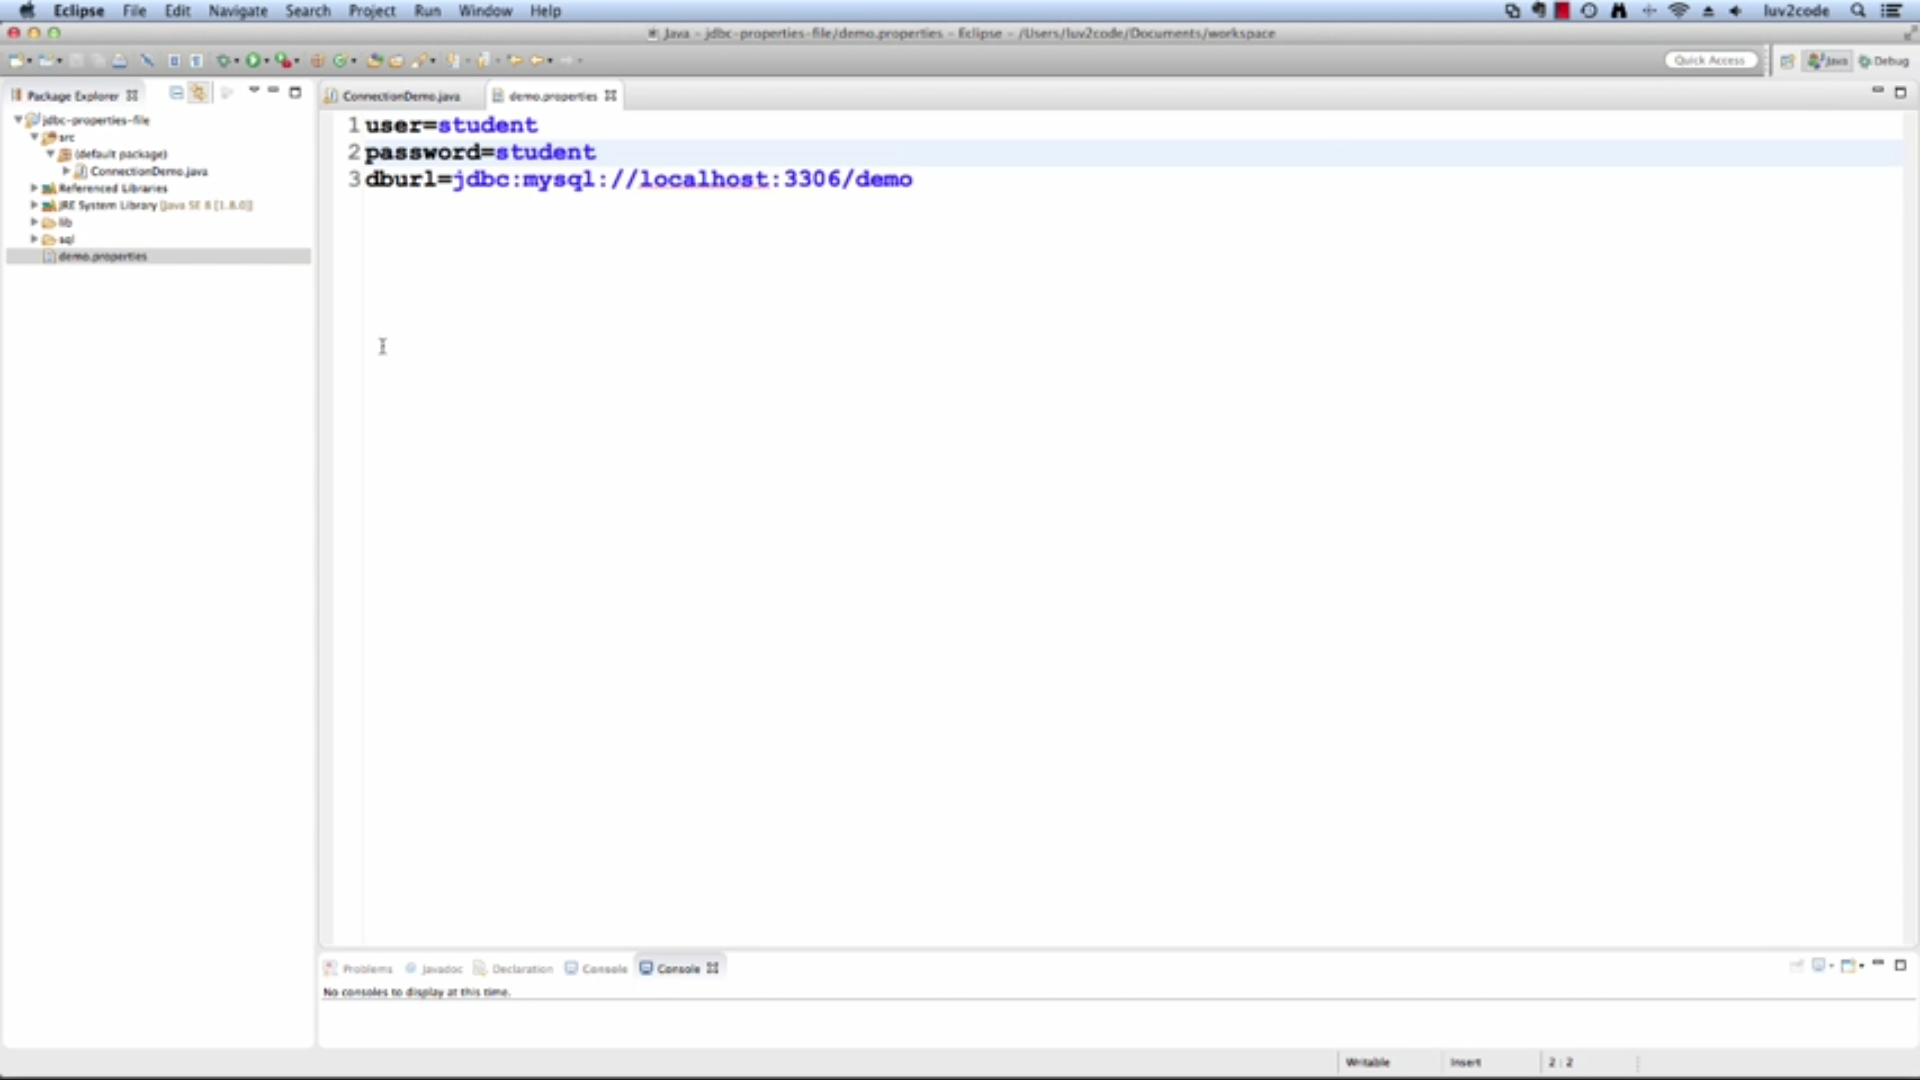 Eclipse File Edit Navigate Search Project Run Window Help luv2code
Java - jdbc-properties-file/demo.properties - Eclipse - /Users/luv2code/Documents/workspace
Quick Access Java Debug
Package Explorer
jdbc-properties-file
src
(default package)
ConnectionDemo.java
Referenced Libraries
JRE System Library [Java SE 8 [1.8.0]]
lib
sql
demo.properties
ConnectionDemo.java demo.properties
1 user=student
2 password=student
3 dburl=jdbc:mysql://localhost:3306/demo
Problems Javadoc Declaration Console Console
No consoles to display at this time.
Writable Insert 2 : 2